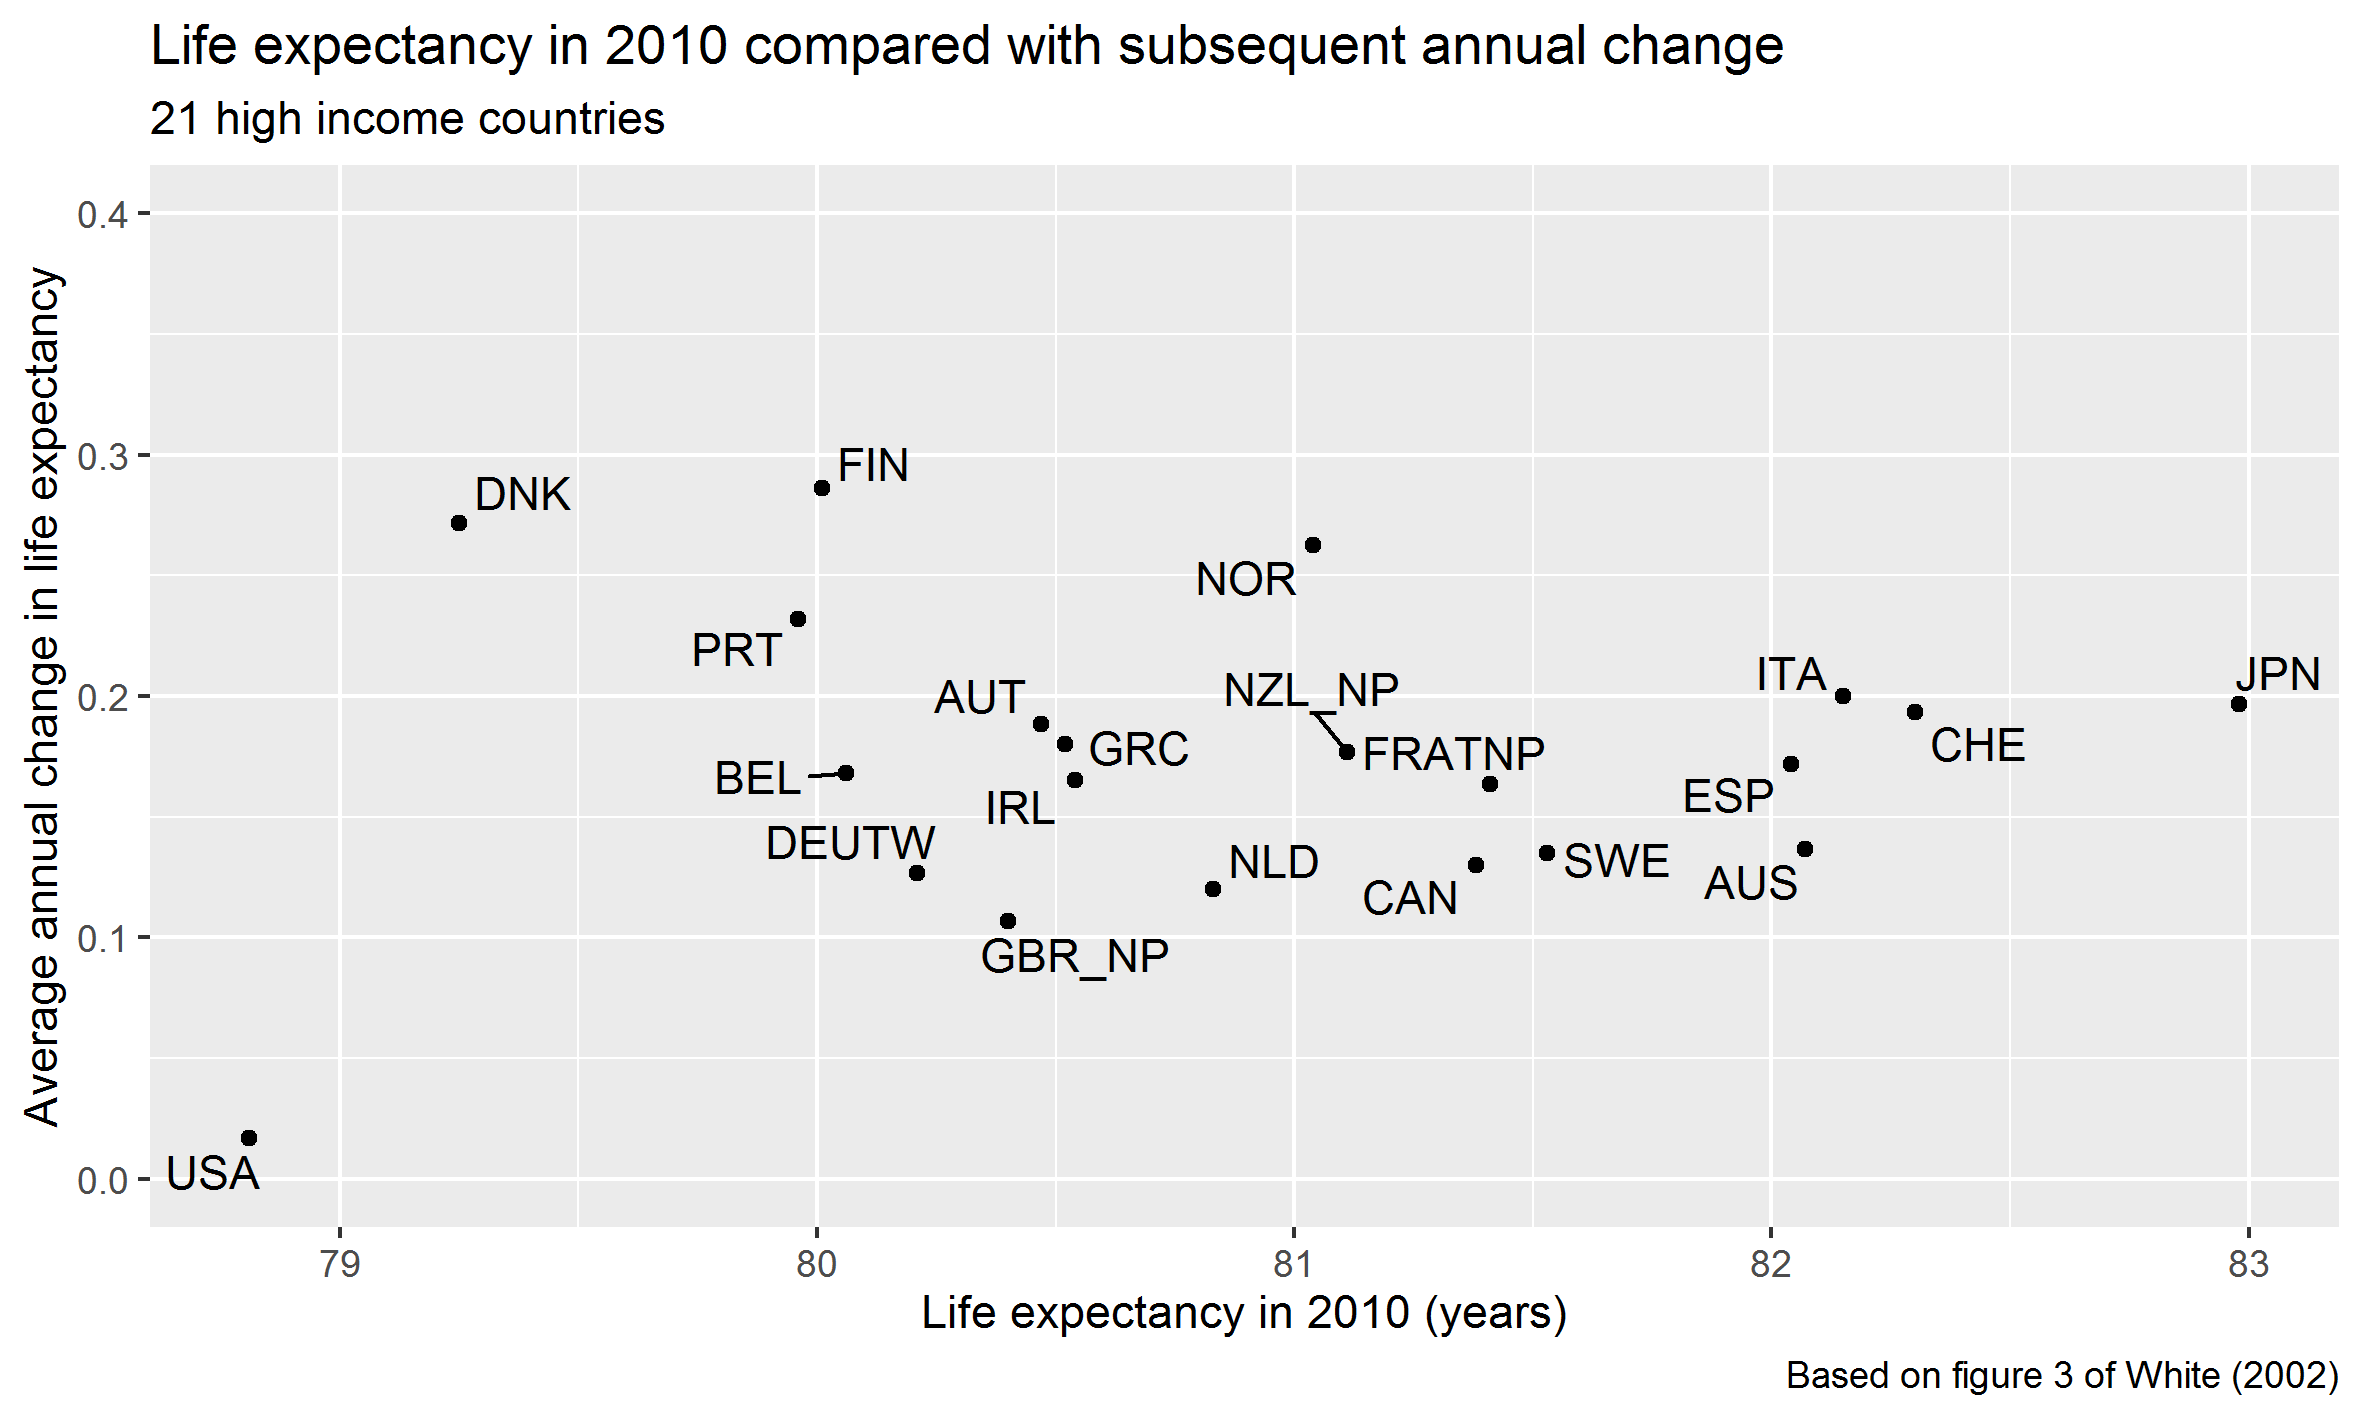 Life expectancy in 2010 compared with subsequent annual change
21 high income countries
Average annual change in life expectancy
0.4
0.3
0.2
0.1
0.0
FIN
DNK
NOR
PRT
AUT
NZL_NP
ITA
JPN
GRC
FRATNP
CHE
BEL
IRL
ESP
DEUTW
NLD
SWE
CAN
AUS
GBR_NP
USA
79
80
81
82
83
Life expectancy in 2010 (years)
Based on figure 3 of White (2002)